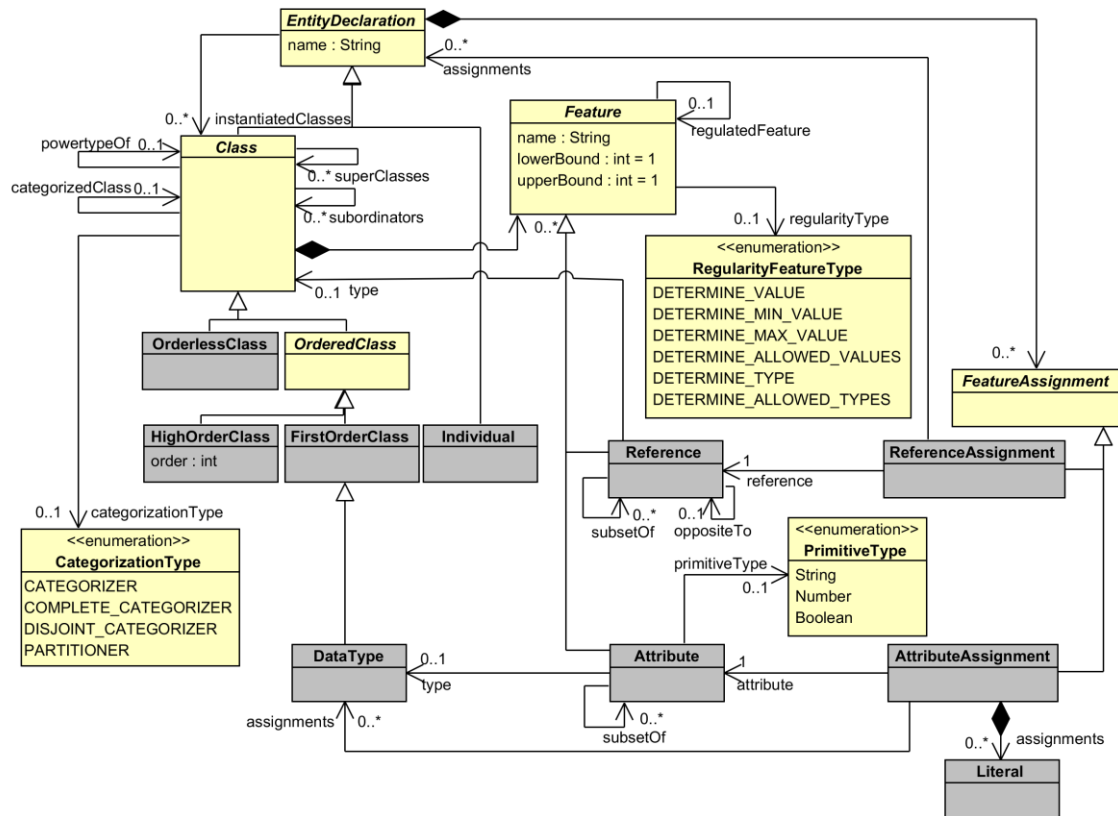 EntityDeclaration
name : String
0..*
assignments
0..*
instantiatedClasses
powertypeOf
0..1
Class
0..*
superClasses
categorizedClass
0..1
0..*
subordinators
Feature
name : String
lowerBound : int = 1
upperBound : int = 1
0..1
regulatedFeature
0..*
0..1
regularityType
0..1
type
<<enumeration>>
RegularityFeatureType
DETERMINE_VALUE
DETERMINE_MIN_VALUE
DETERMINE_MAX_VALUE
DETERMINE_ALLOWED_VALUES
DETERMINE_TYPE
DETERMINE_ALLOWED_TYPES
OrderlessClass
OrderedClass
0..*
FeatureAssignment
HighOrderClass
order : int
FirstOrderClass
Individual
Reference
1
reference
ReferenceAssignment
0..*
subsetOf
0..1
oppositeTo
0..1
categorizationType
<<enumeration>>
CategorizationType
CATEGORIZER
COMPLETE_CATEGORIZER
DISJOINT_CATEGORIZER
PARTITIONER
primitiveType
0..1
<<enumeration>>
PrimitiveType
String
Number
Boolean
DataType
0..1
type
Attribute
1
attribute
AttributeAssignment
assignments
0..*
0..*
subsetOf
0..*
assignments
Literal